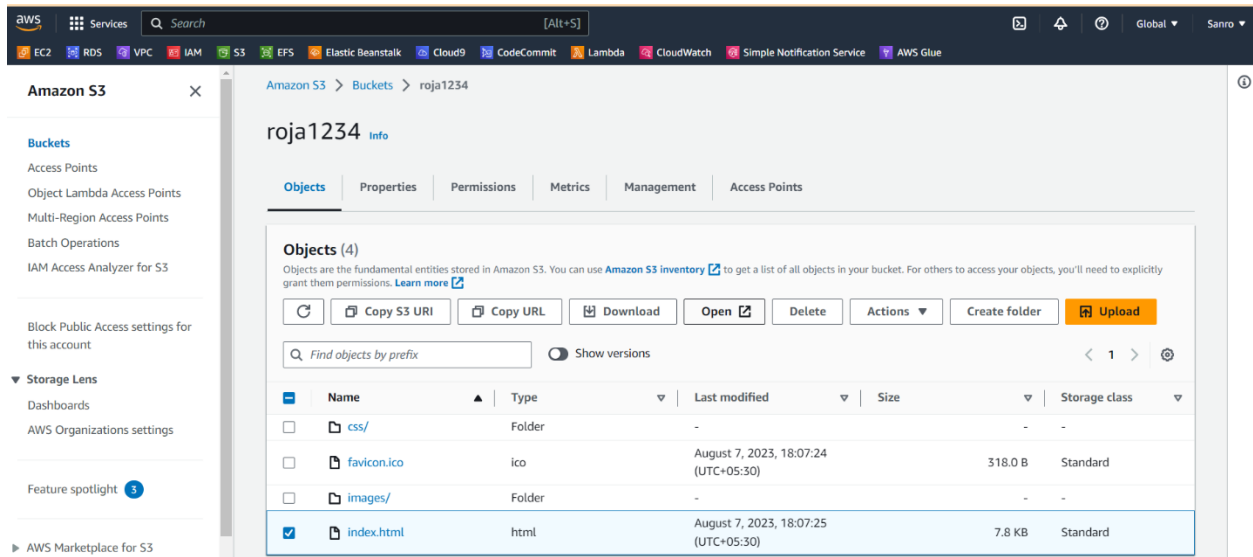 aws Services Search [Alt+S] Global Sanro
EC2 RDS VPC IAM S3 EFS Elastic Beanstalk Cloud9 CodeCommit Lambda CloudWatch Simple Notification Service AWS Glue
Amazon S3
Buckets
Access Points
Object Lambda Access Points
Multi-Region Access Points
Batch Operations
IAM Access Analyzer for S3
Block Public Access settings for
this account
Storage Lens
Dashboards
AWS Organizations settings
Feature spotlight 3
AWS Marketplace for S3
Amazon S3 > Buckets > roja1234
roja1234 Info
Objects Properties Permissions Metrics Management Access Points
Objects (4)
Objects are the fundamental entities stored in Amazon S3. You can use Amazon S3 inventory to get a list of all objects in your bucket. For others to access your objects, you'll need to explicitly
grant them permissions. Learn more
Copy S3 URI Copy URL Download Open Delete Actions Create folder Upload
Find objects by prefix Show versions < 1 >
Name Type Last modified Size Storage class
css/ Folder - - -
favicon.ico ico August 7, 2023, 18:07:24 318.0 B Standard
(UTC+05:30)
images/ Folder - - -
index.html html August 7, 2023, 18:07:25 7.8 KB Standard
(UTC+05:30)